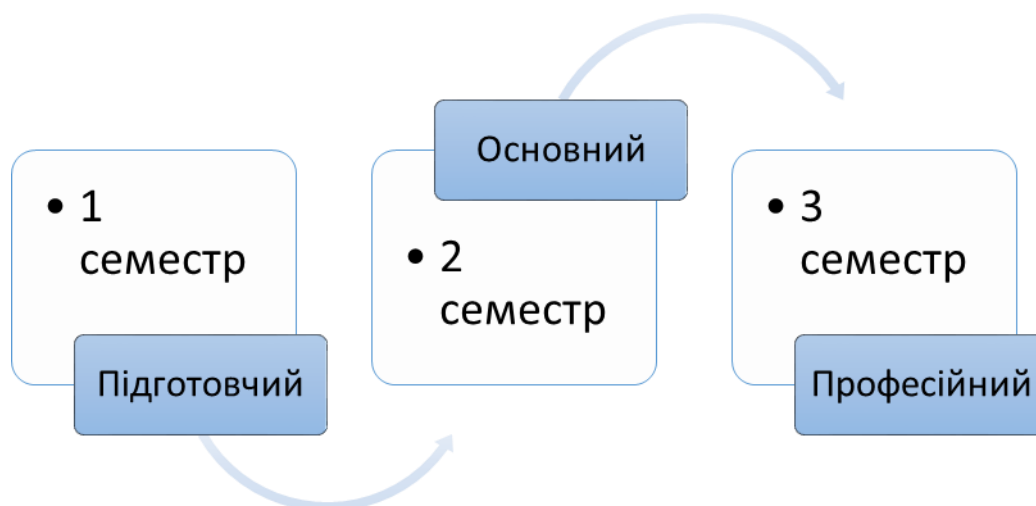 • 1
семестр
Підготовчий
Основний
• 2
семестр
• 3
семестр
Професійний